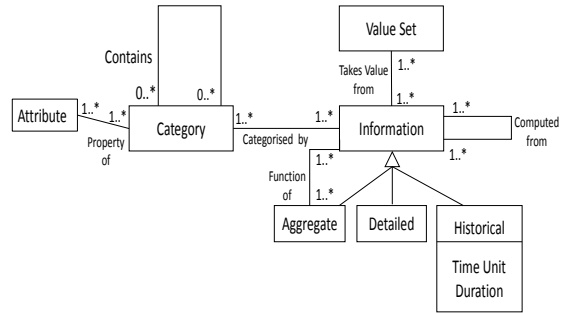 Value Set
Contains
Takes Value
from
1..*
0..*
0..*
1..*
Attribute
1..*
1..*
Category
1..*
1..*
Information
1..*
Computed
from
Property
of
Categorised by
1..*
1..*
Function
of
1..*
Aggregate
Detailed
Historical
Time Unit
Duration